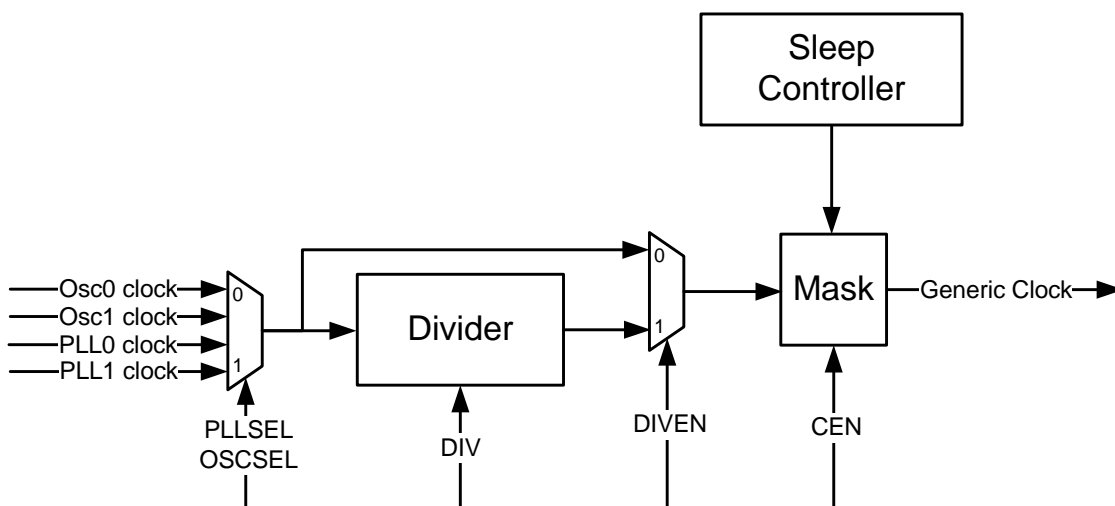 Sleep
Controller
Osc0 clock
Osc1 clock
PLL0 clock
PLL1 clock
0
1
Divider
0
1
Mask
Generic Clock
PLLSEL
OSCSEL
DIV
DIVEN
CEN